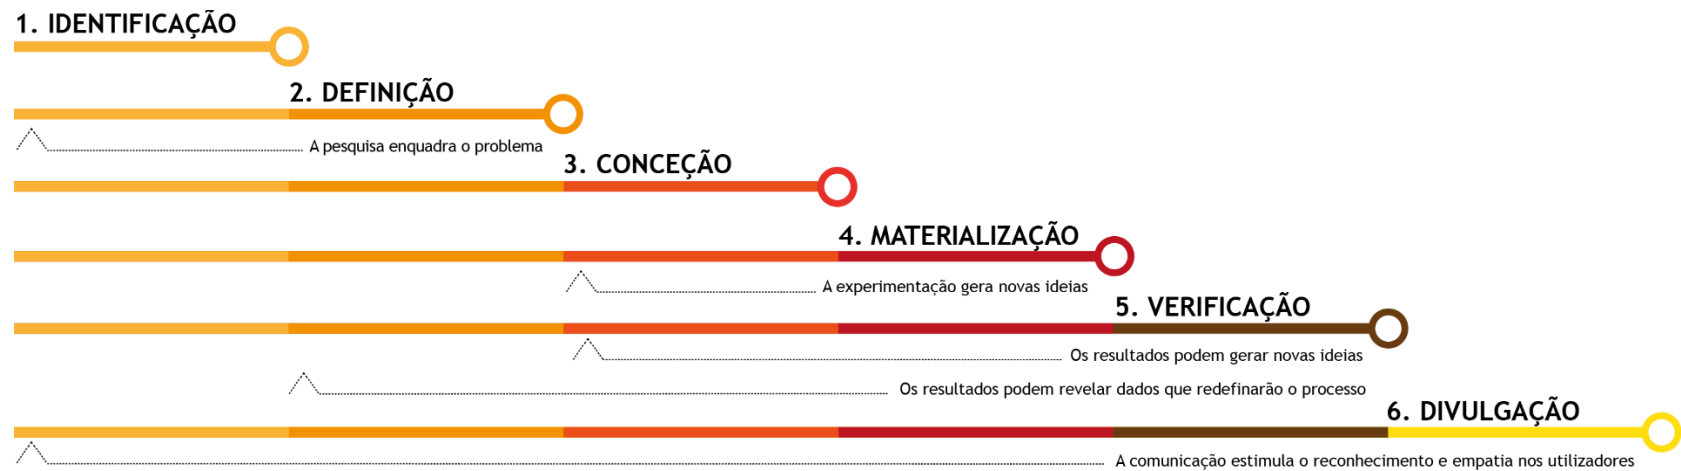 1. IDENTIFICAÇÃO
2. DEFINIÇÃO
A pesquisa enquadra o problema
3. CONCEÇÃO
4. MATERIALIZAÇÃO
A experimentação gera novas ideias
5. VERIFICAÇÃO
Os resultados podem gerar novas ideias
Os resultados podem revelar dados que redefinarão o processo
6. DIVULGAÇÃO
A comunicação estimula o reconhecimento e empatia nos utilizadores